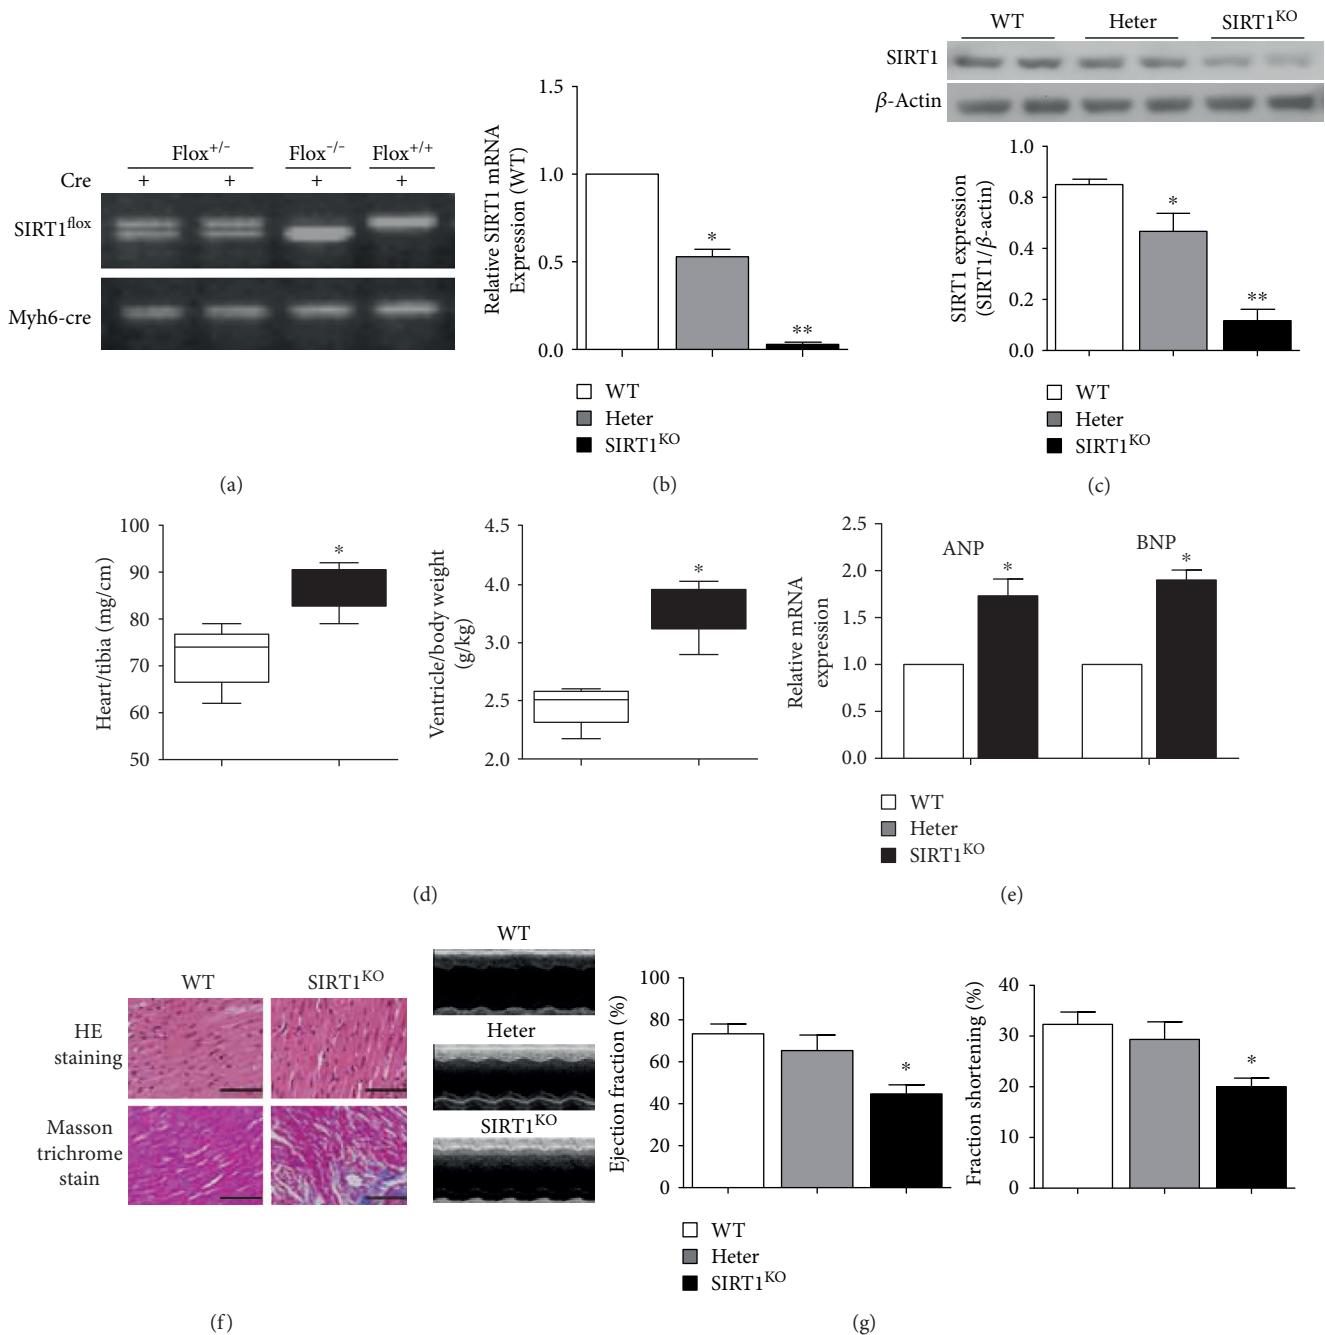 Flox+/- Flox-/- Flox+/+
Cre + + + +
SIRT1flox
Myh6-cre
(a)
Relative SIRT1 mRNA
Expression (WT)
1.5
1.0
0.5
0.0
*
**
WT
Heter
SIRT1KO
(b)
WT Heter SIRT1KO
SIRT1
β-Actin
SIRT1 expression
(SIRT1/β-actin)
0.8
0.4
0.2
0.0
*
**
WT
Heter
SIRT1KO
(c)
Heart/tibia (mg/cm)
100
90
80
70
60
50
*
Ventricle/body weight
(g/kg)
4.5
4.0
3.0
2.5
2.0
*
(d)
Relative mRNA
expression
2.5
2.0
1.5
1.0
0.5
0.0
ANP
*
BNP
*
WT
Heter
SIRT1KO
(e)
WT SIRT1KO
HE
staining
Masson
trichrome
stain
(f)
WT
Heter
SIRT1KO
Ejection fraction (%)
100
80
60
40
20
0
*
WT
Heter
SIRT1KO
Fraction shortening (%)
40
30
20
10
0
*
(g)